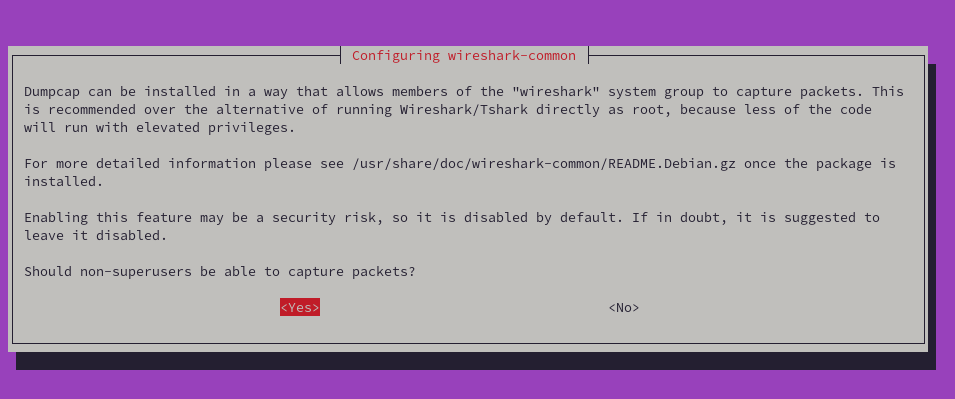 Configuring wireshark-common
Dumpcap can be installed in a way that allows members of the "wireshark" system group to capture packets. This
is recommended over the alternative of running Wireshark/Tshark directly as root, because less of the code
will run with elevated privileges.
For more detailed information please see /usr/share/doc/wireshark-common/README.Debian.gz once the package is
installed.
Enabling this feature may be a security risk, so it is disabled by default. If in doubt, it is suggested to
leave it disabled.
Should non-superusers be able to capture packets?
<Yes> <No>